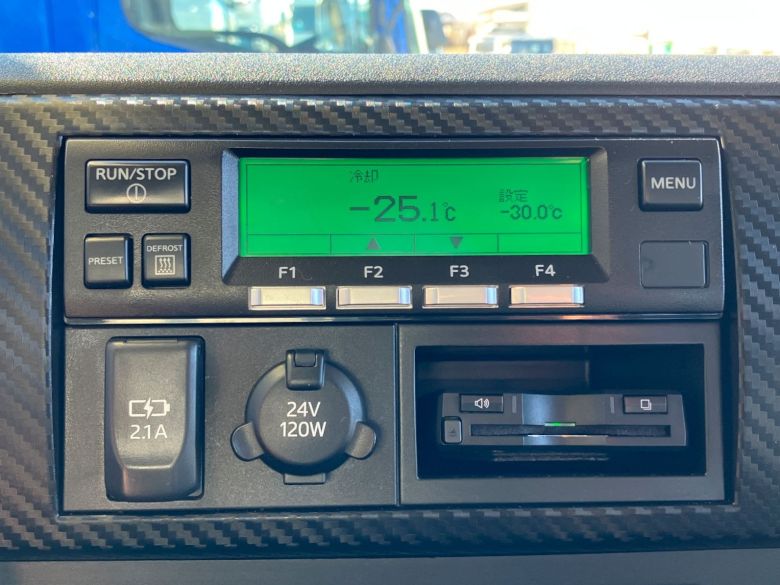 RUN/STOP
冷却
-25.1℃
設定
-30.0℃
MENU
PRESET
DEFROST
▲ ▼
F1 F2 F3 F4
2.1A
24V
120W